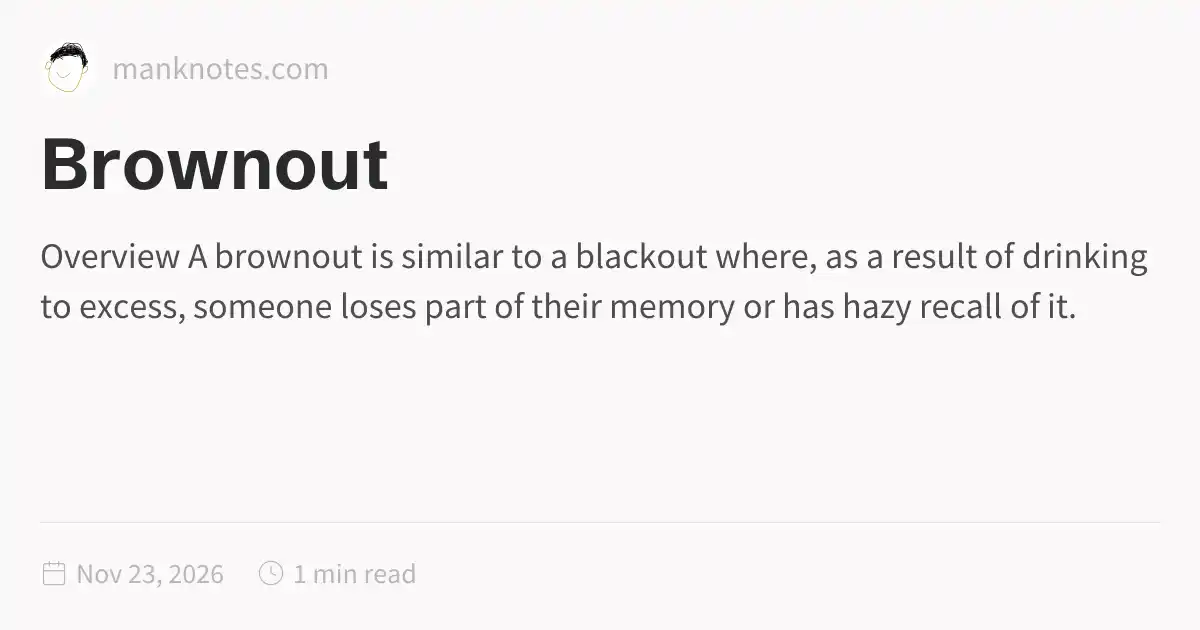 manknotes.com
Brownout
Overview A brownout is similar to a blackout where, as a result of drinking
to excess, someone loses part of their memory or has hazy recall of it.
Nov 23, 2026 1 min read